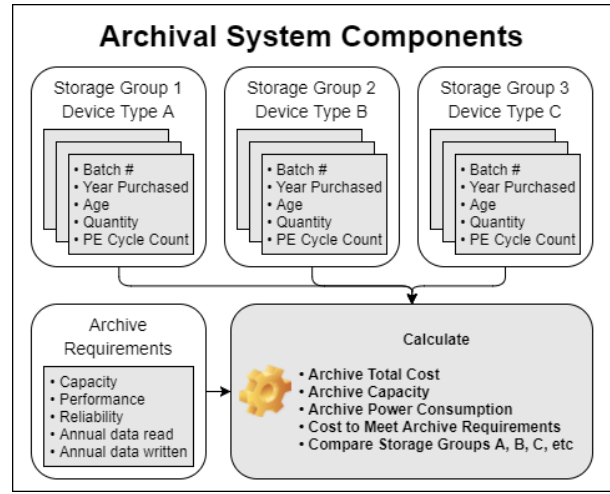 Archival System Components
Storage Group 1
Device Type A
• Batch #
• Year Purchased
• Age
• Quantity
• PE Cycle Count
Storage Group 2
Device Type B
• Batch #
• Year Purchased
• Age
• Quantity
• PE Cycle Count
Storage Group 3
Device Type C
• Batch #
• Year Purchased
• Age
• Quantity
• PE Cycle Count
Archive
Requirements
• Capacity
• Performance
• Reliability
• Annual data read
• Annual data written
Calculate
• Archive Total Cost
• Archive Capacity
• Archive Power Consumption
• Cost to Meet Archive Requirements
• Compare Storage Groups A, B, C, etc